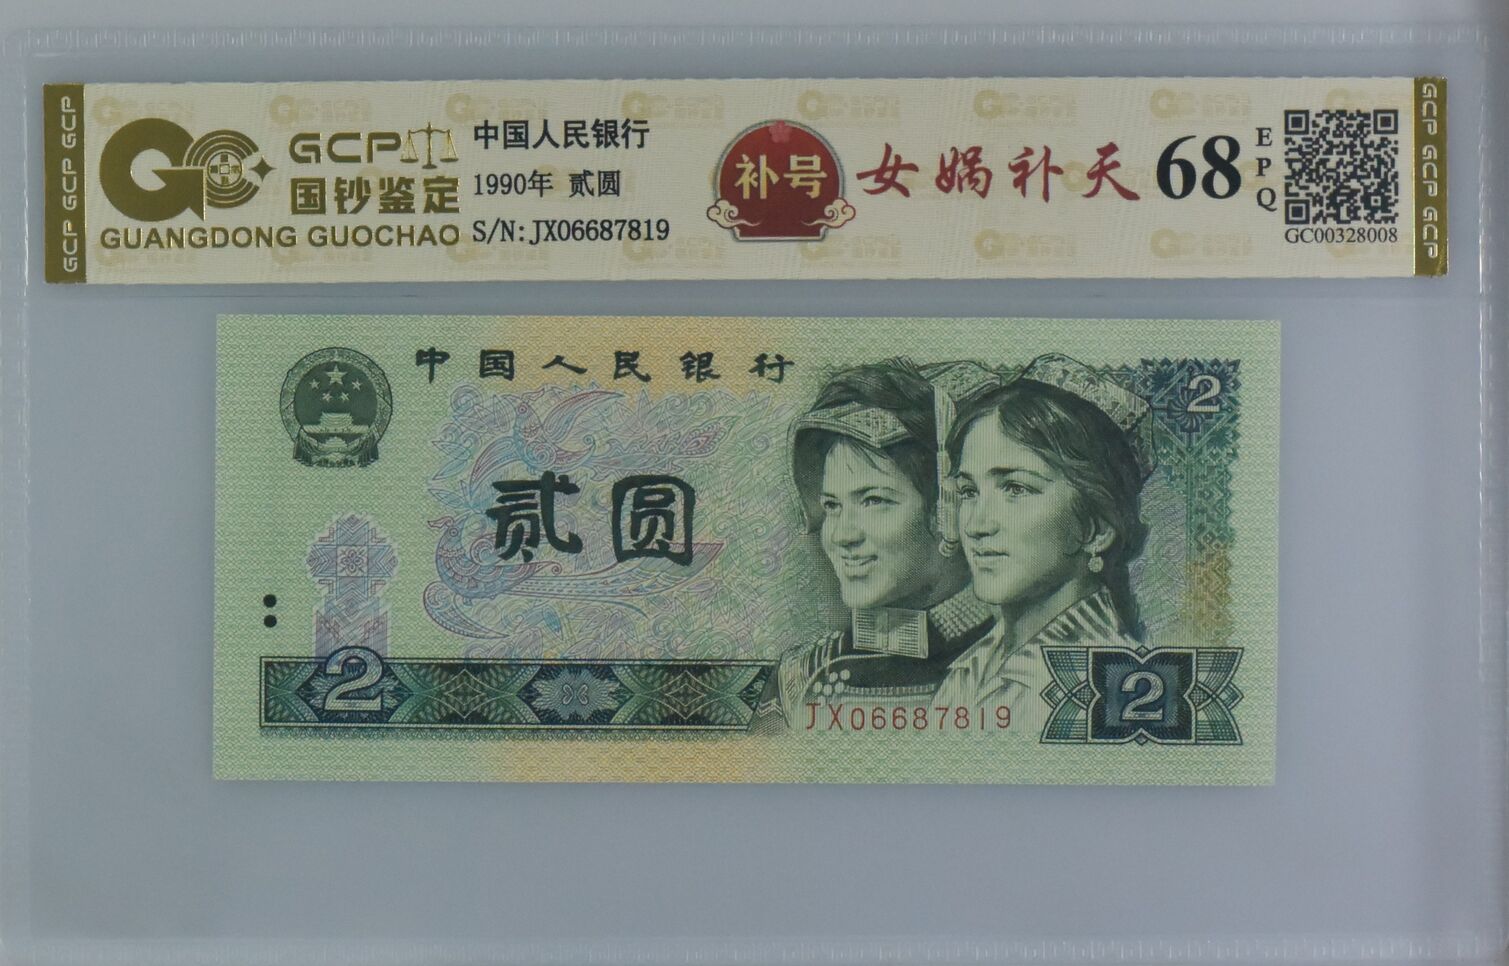 GCP GCP GCP
GCP
国钞鉴定
GUANGDONG GUOCHAO
中国人民银行
1990年 贰圆
S/N:JX06687819
补号
女娲补天
68
EPQ
GC00328008
GCP GCP GCP
中国人民银行
2
贰圆
2
JX06687819
2